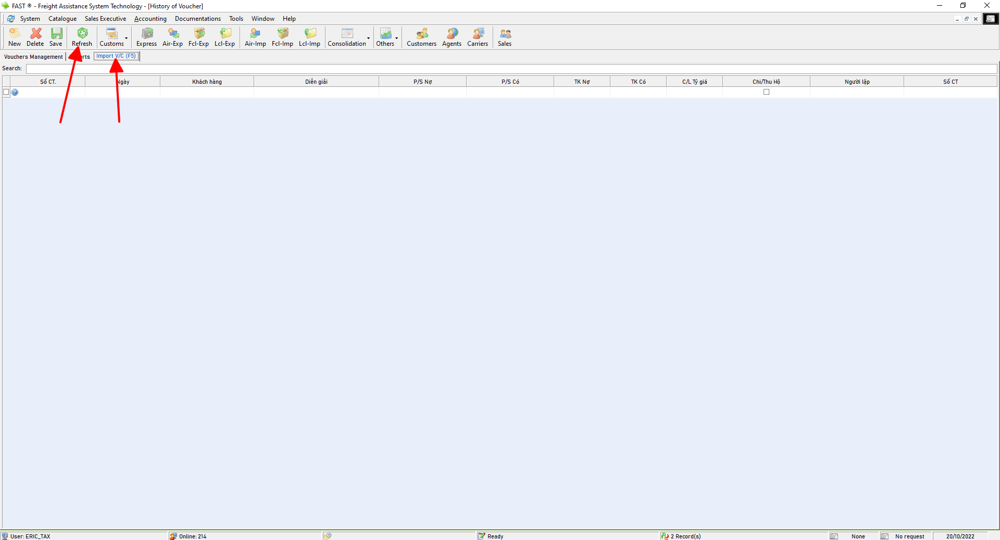 FAST ® - Freight Assistance System Technology - [History of Voucher]
System Catalogue Sales Executive Accounting Documentations Tools Window Help
New Delete Save Refresh Customs Express Air-Exp Fcl-Exp Lcl-Exp Air-Imp Fcl-Imp Lcl-Imp Consolidation Others Customers Agents Carriers Sales
Vouchers Management Import V/C (F5)
Search:
Số CT. Ngày Khách hàng Diễn giải P/S Nợ P/S Có TK Nợ TK Có C/L Tỷ giá Chi/Thu Hộ Người lập Số CT
User: ERIC_TAX Online: 214 Ready 2 Record(s) None No request 20/10/2022